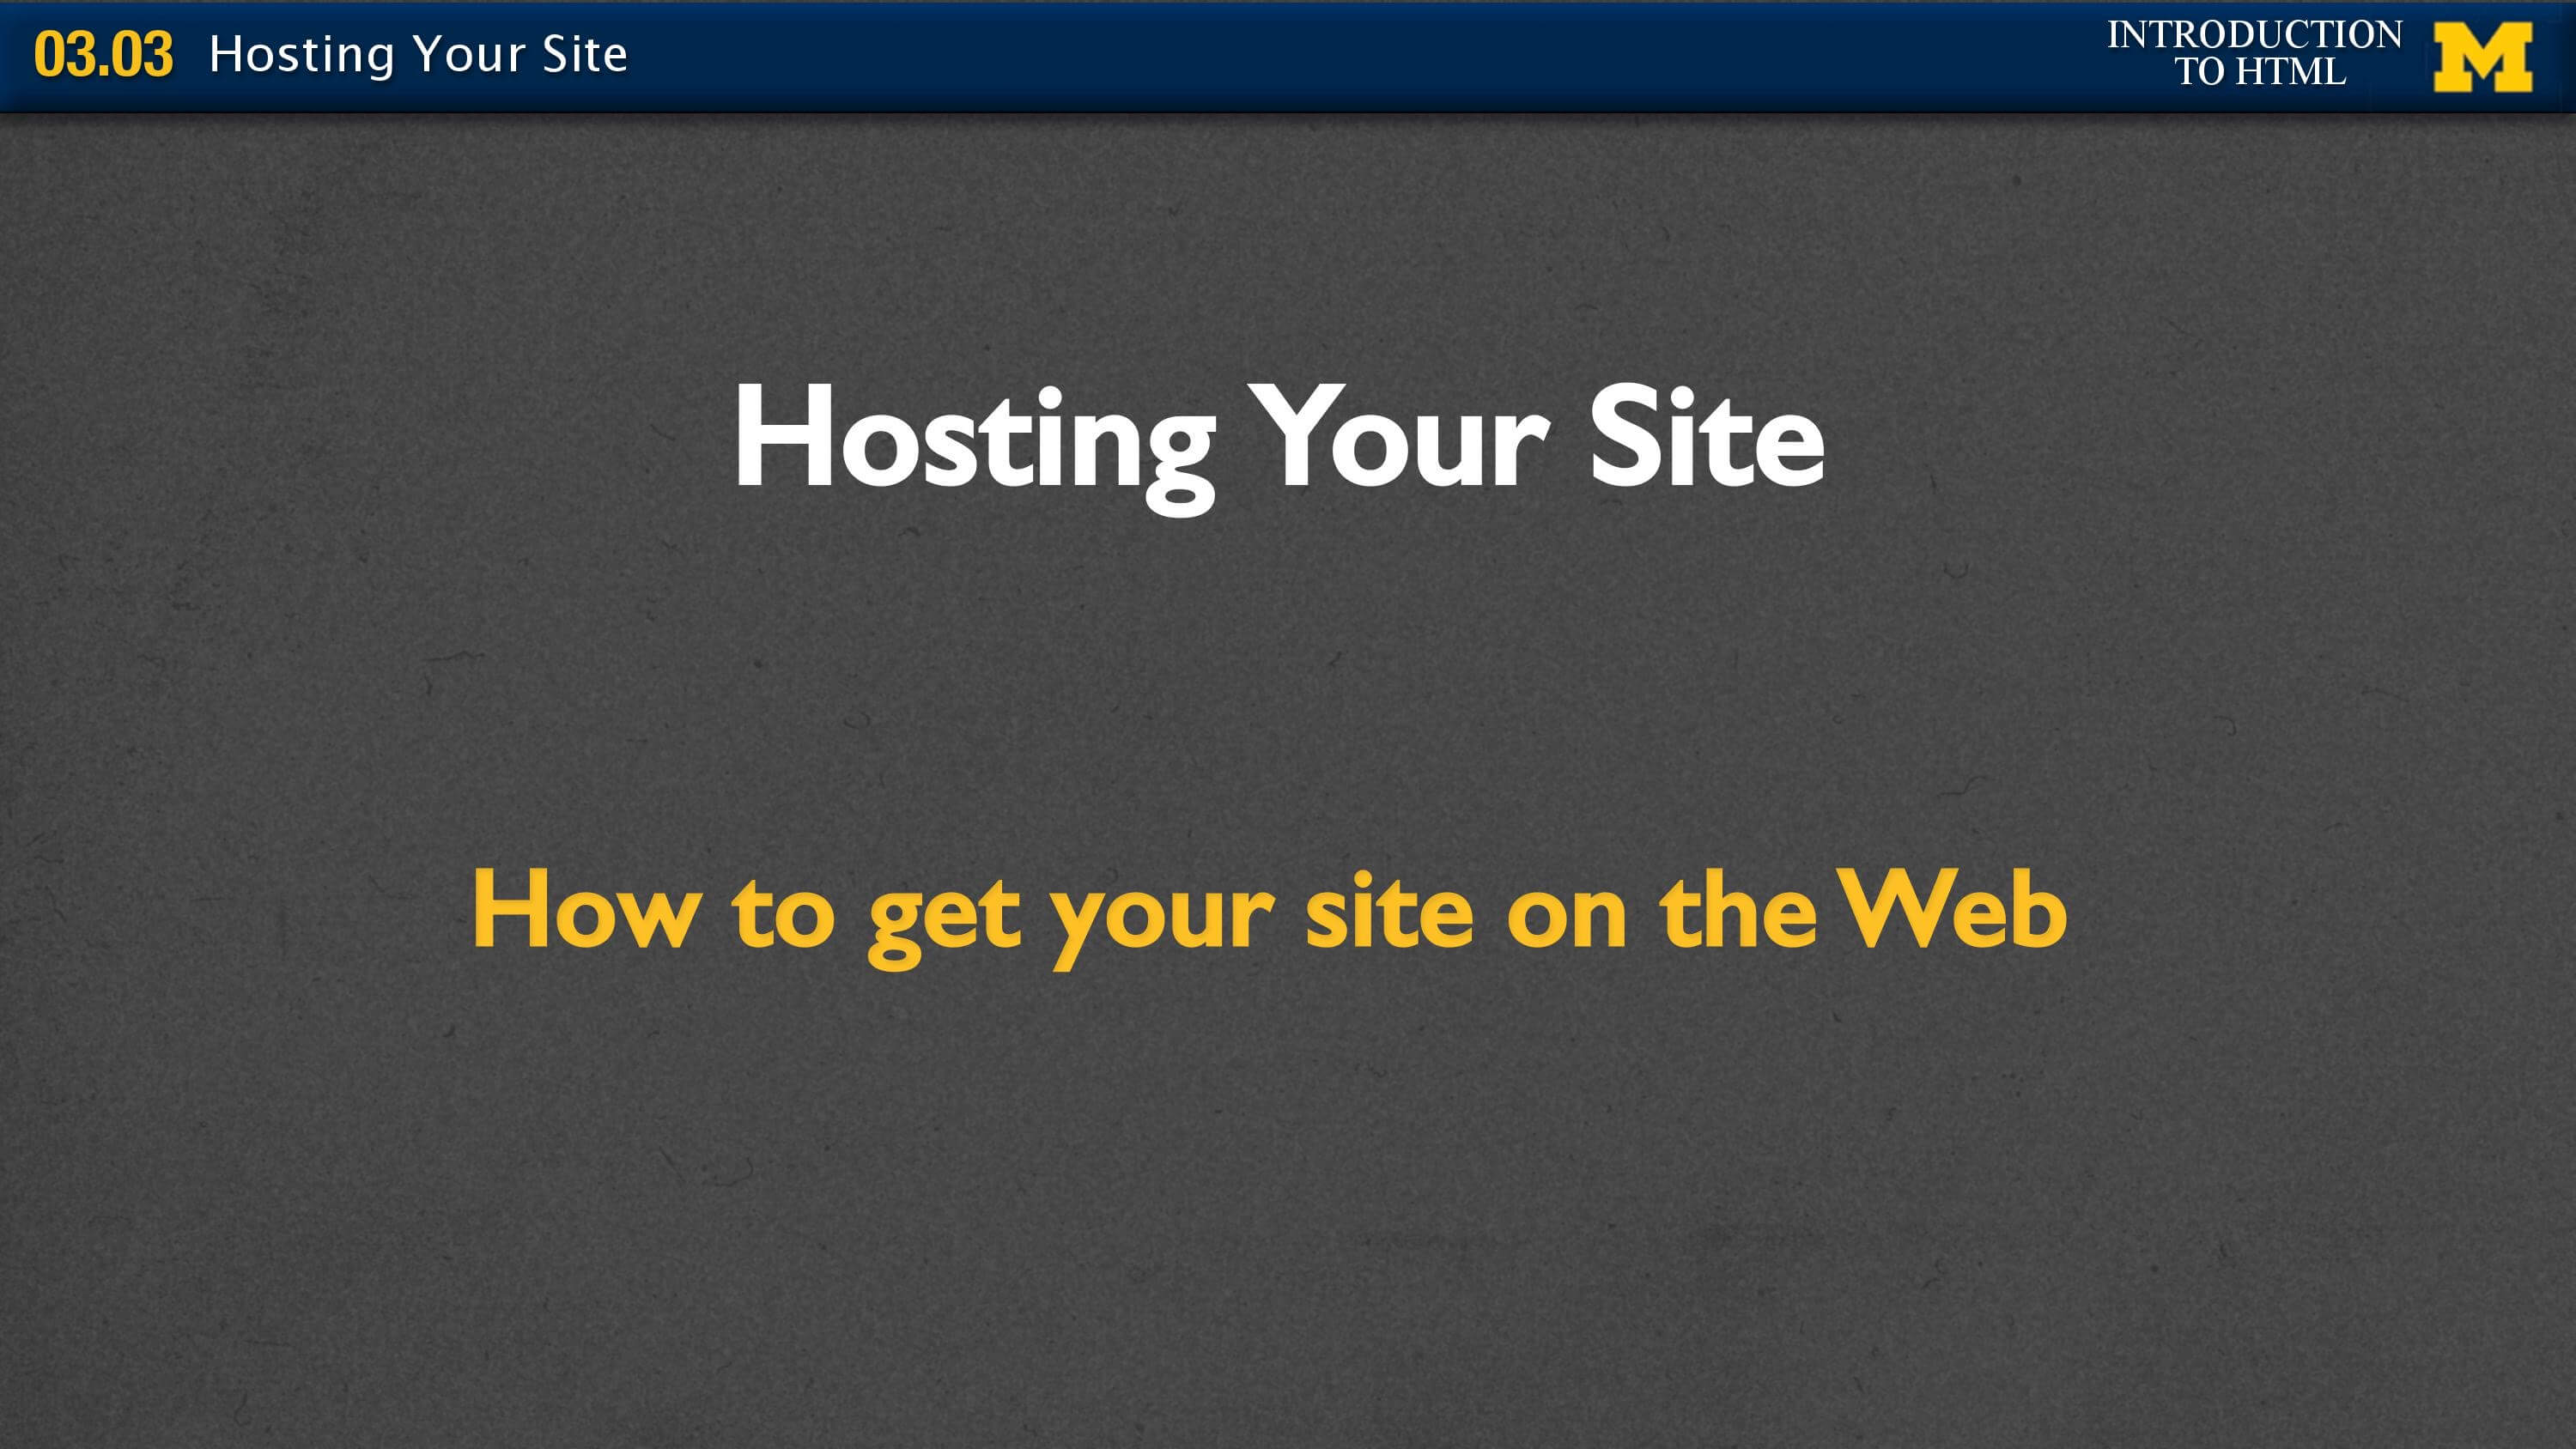 03.03 Hosting Your Site
INTRODUCTION
TO HTML
M
Hosting Your Site
How to get your site on the Web